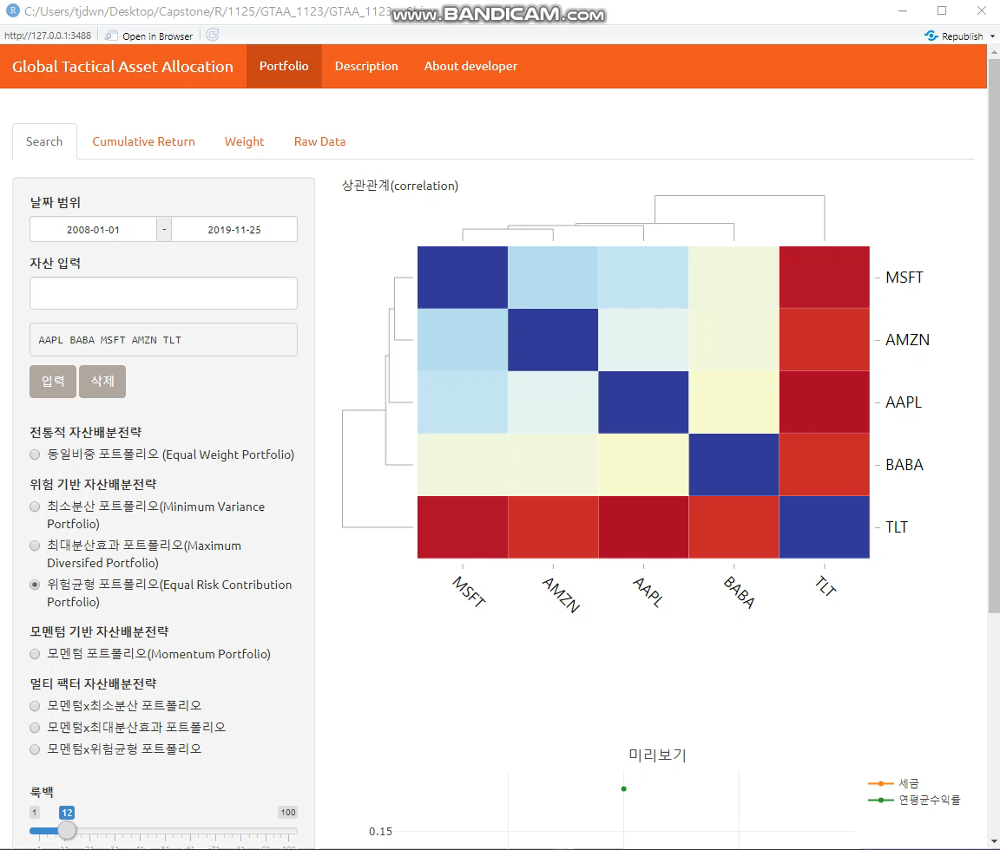 C:/Users/tjdwn/Desktop/Capstone/R/1125/GTAA_1123/GTAA_1123
www.BANDICAM.com
http://127.0.0.1:3488
Open in Browser
Republish
Global Tactical Asset Allocation
Portfolio
Description
About developer
Search
Cumulative Return
Weight
Raw Data
날짜 범위
2008-01-01
-
2019-11-25
자산 입력
AAPL BABA MSFT AMZN TLT
입력
삭제
전통적 자산배분전략
동일비중 포트폴리오 (Equal Weight Portfolio)
위험 기반 자산배분전략
최소분산 포트폴리오(Minimum Variance
Portfolio)
최대분산효과 포트폴리오(Maximum
Diversifed Portfolio)
위험균형 포트폴리오(Equal Risk Contribution
Portfolio)
모멘텀 기반 자산배분전략
모멘텀 포트폴리오(Momentum Portfolio)
멀티 팩터 자산배분전략
모멘텀x최소분산 포트폴리오
모멘텀x최대분산효과 포트폴리오
모멘텀x위험균형 포트폴리오
룩백
1
12
100
상관관계(correlation)
MSFT
AMZN
AAPL
BABA
TLT
MSFT
AMZN
AAPL
BABA
TLT
미리보기
세금
연평균수익률
0.15